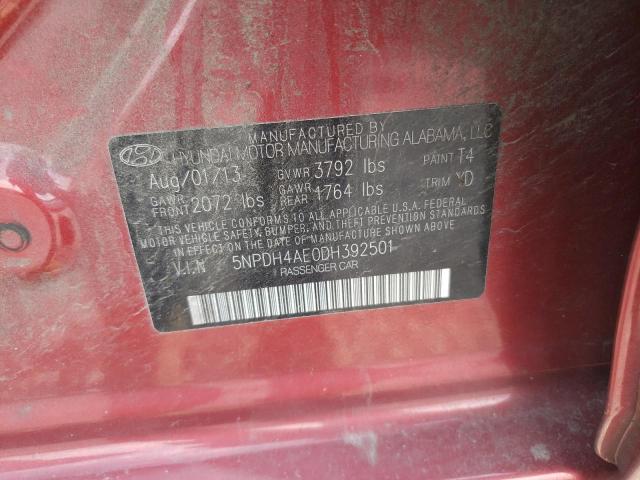 MANUFACTURED BY
HYUNDAI MOTOR MANUFACTURING ALABAMA, LLC
Aug/01/13 GVWR 3792 lbs PAINT T4
GAWR FRONT 2072 lbs GAWR REAR 1764 lbs TRIM YD
THIS VEHICLE CONFORMS TO ALL APPLICABLE U.S.A. FEDERAL
MOTOR VEHICLE SAFETY, BUMPER, AND THEFT PREVENTION STANDARDS
IN EFFECT ON THE DATE OF MANUFACTURE SHOWN ABOVE.
V.I.N 5NPDH4AE0DH392501
PASSENGER CAR